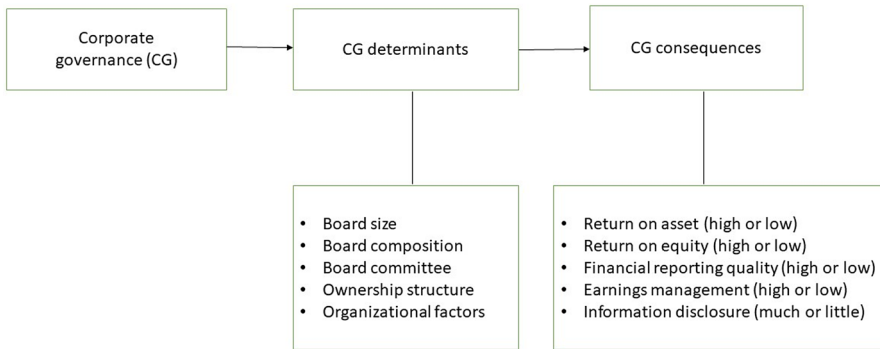 Corporate
governance (CG)
CG determinants
CG consequences
• Board size
• Board composition
• Board committee
• Ownership structure
• Organizational factors
• Return on asset (high or low)
• Return on equity (high or low)
• Financial reporting quality (high or low)
• Earnings management (high or low)
• Information disclosure (much or little)